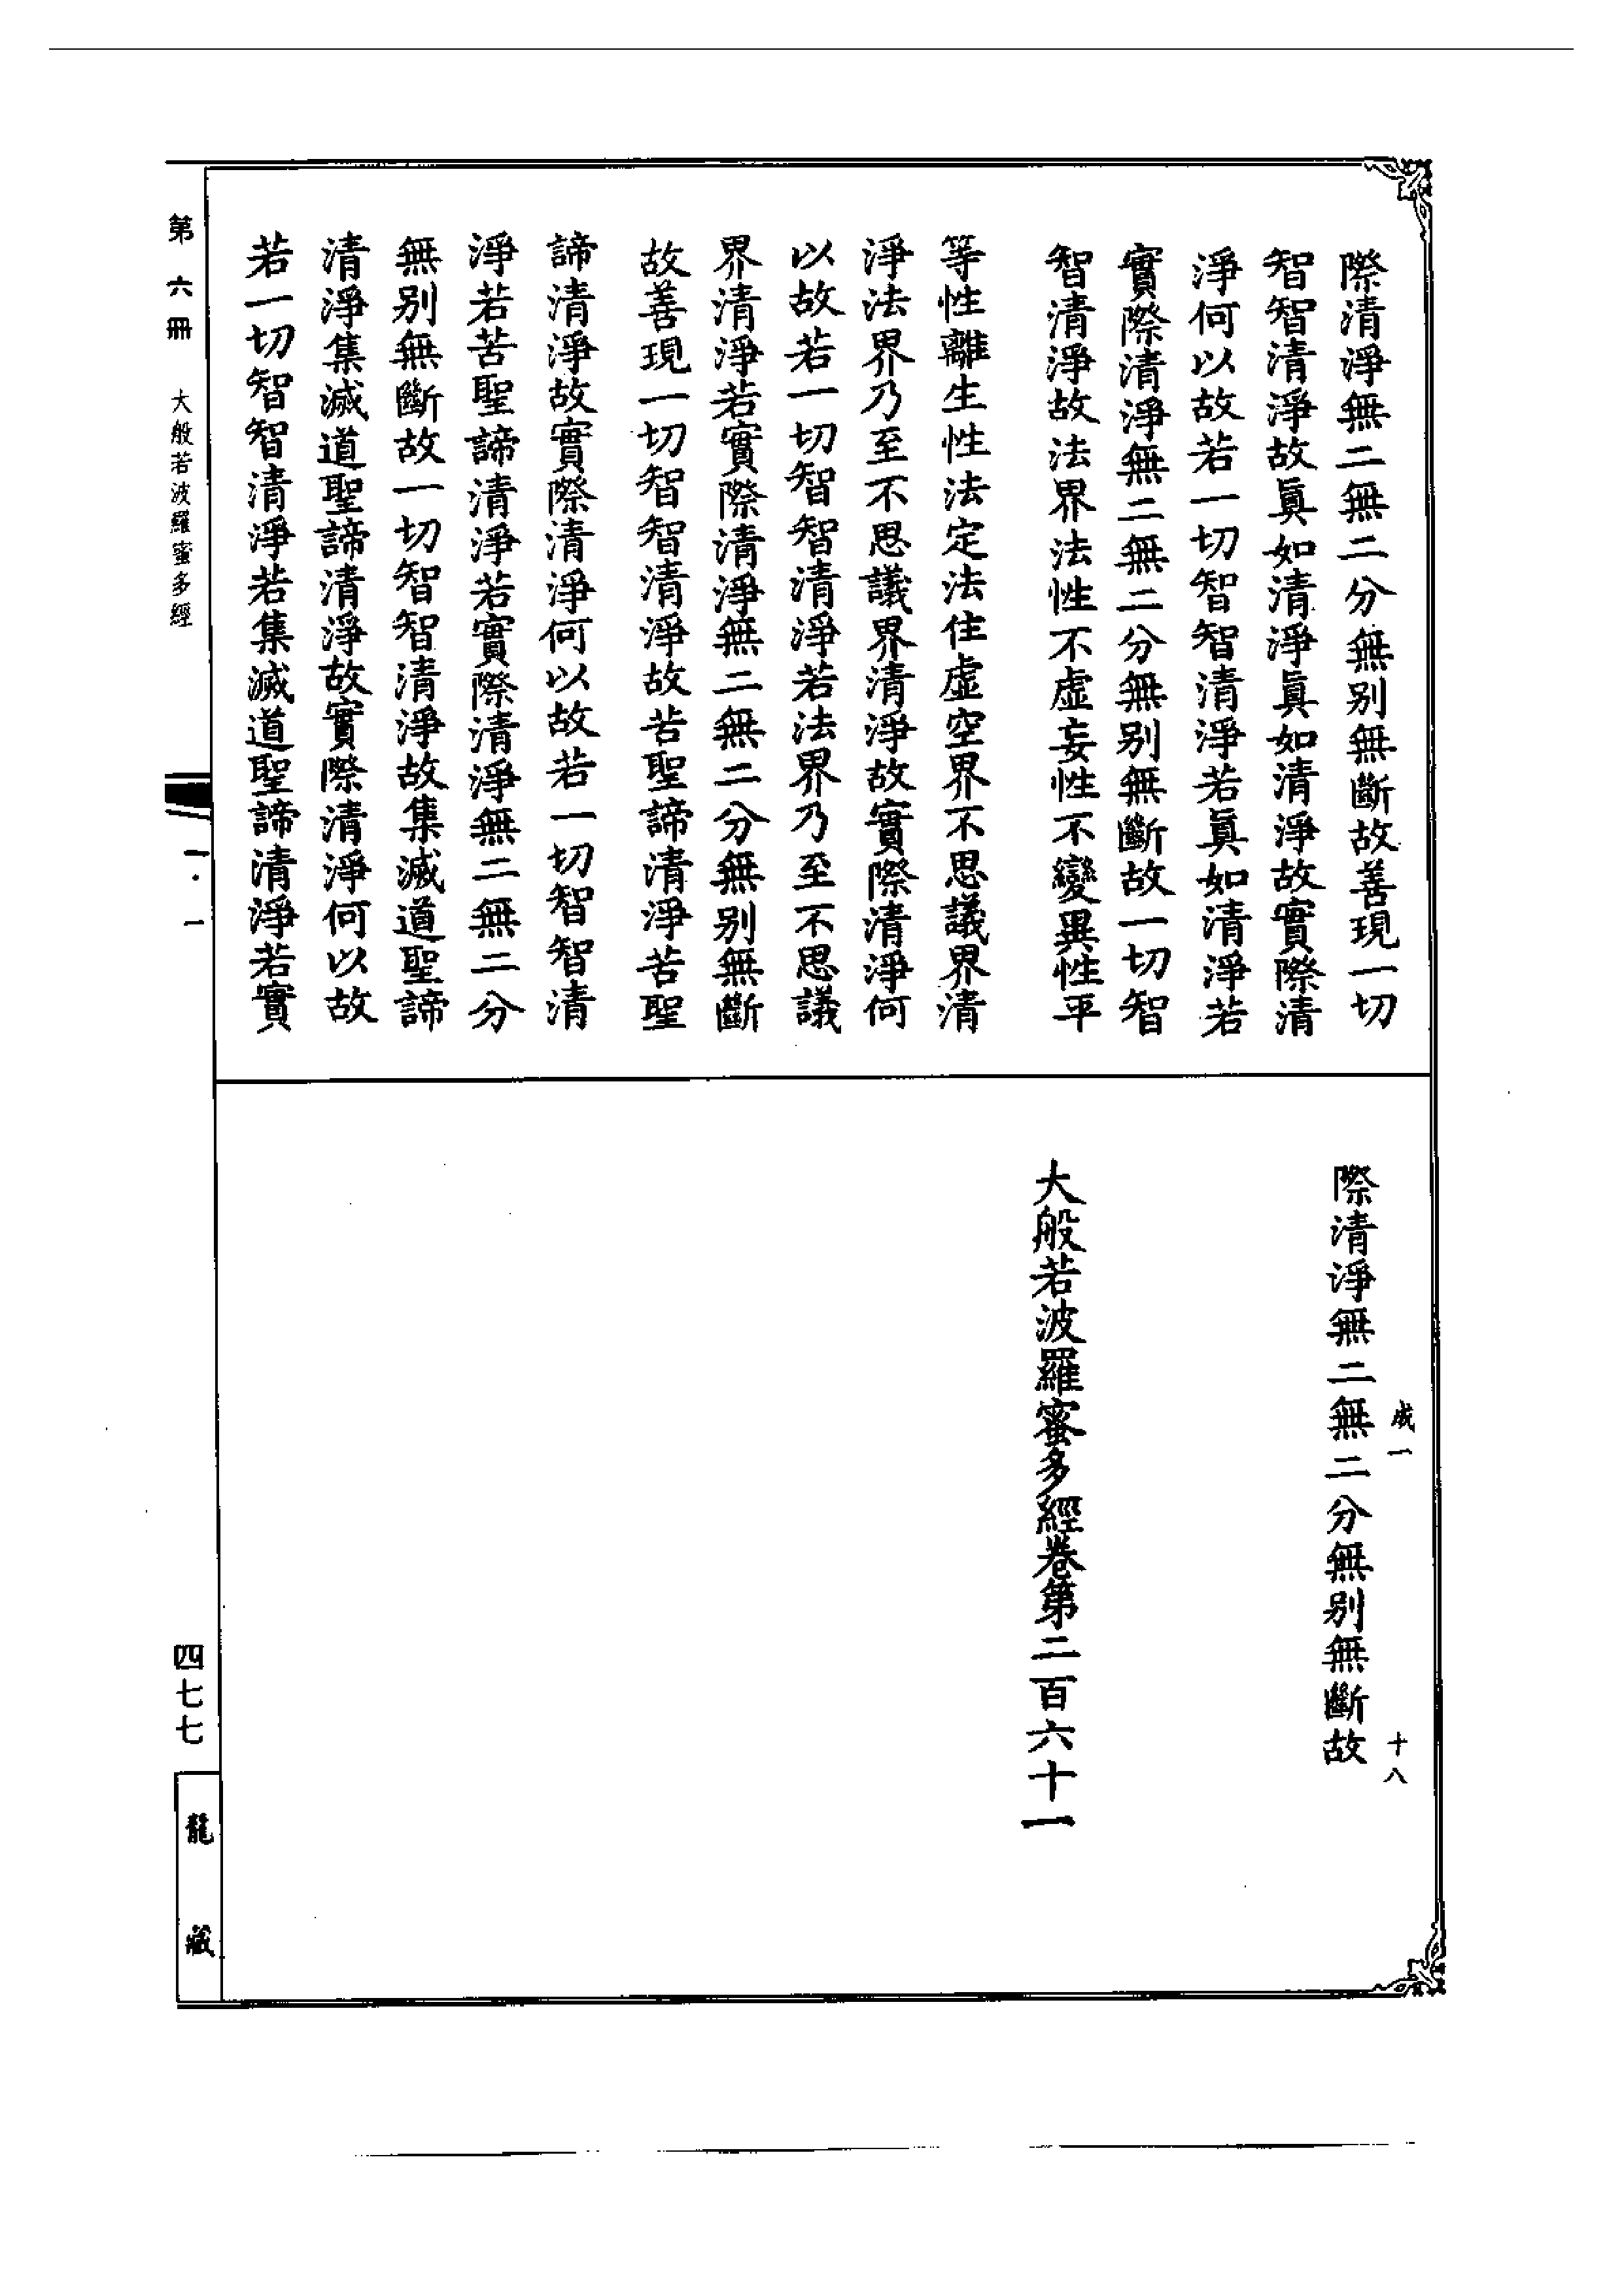 際清淨無二無二分無别無斷故善現一切
智智清淨故眞如清淨眞如清淨故實際清
淨何以故若一切智智清淨若眞如清淨若
實際清淨無二無二分無别無斷故一切智
智清淨故法界法性不虛妄性不變異性平
等性離生性法定法住虛空界不思議界清
淨法界乃至不思議界清淨故實際清淨何
以故若一切智智清淨若法界乃至不思議
界清淨若實際清淨無二無二分無别無斷
故善現一切智智清淨故苦聖諦清淨苦聖
諦清淨故實際清淨何以故若一切智智清
淨若苦聖諦清淨若實際清淨無二無二分
無别無斷故一切智智清淨故集滅道聖諦
清淨集滅道聖諦清淨故實際清淨何以故
若一切智智清淨若集滅道聖諦清淨若實
際清淨無二無二分無别無斷故
大般若波羅蜜多經卷第二百六十一
十八
第六冊 大般若波羅蜜多經
一·一
四七七
龍藏